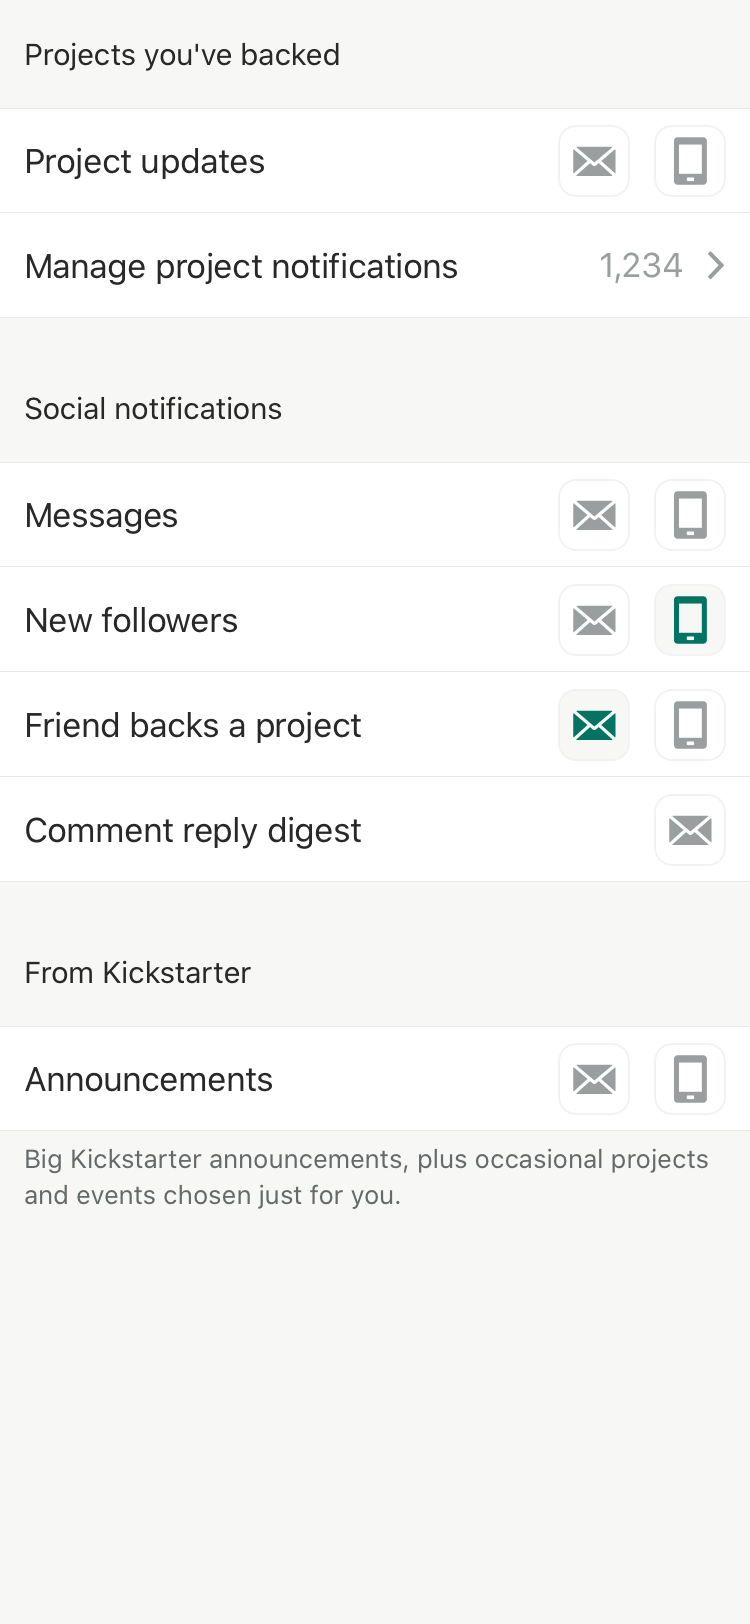 Projects you've backed
Project updates
Manage project notifications 1,234
Social notifications
Messages
New followers
Friend backs a project
Comment reply digest
From Kickstarter
Announcements
Big Kickstarter announcements, plus occasional projects
and events chosen just for you.